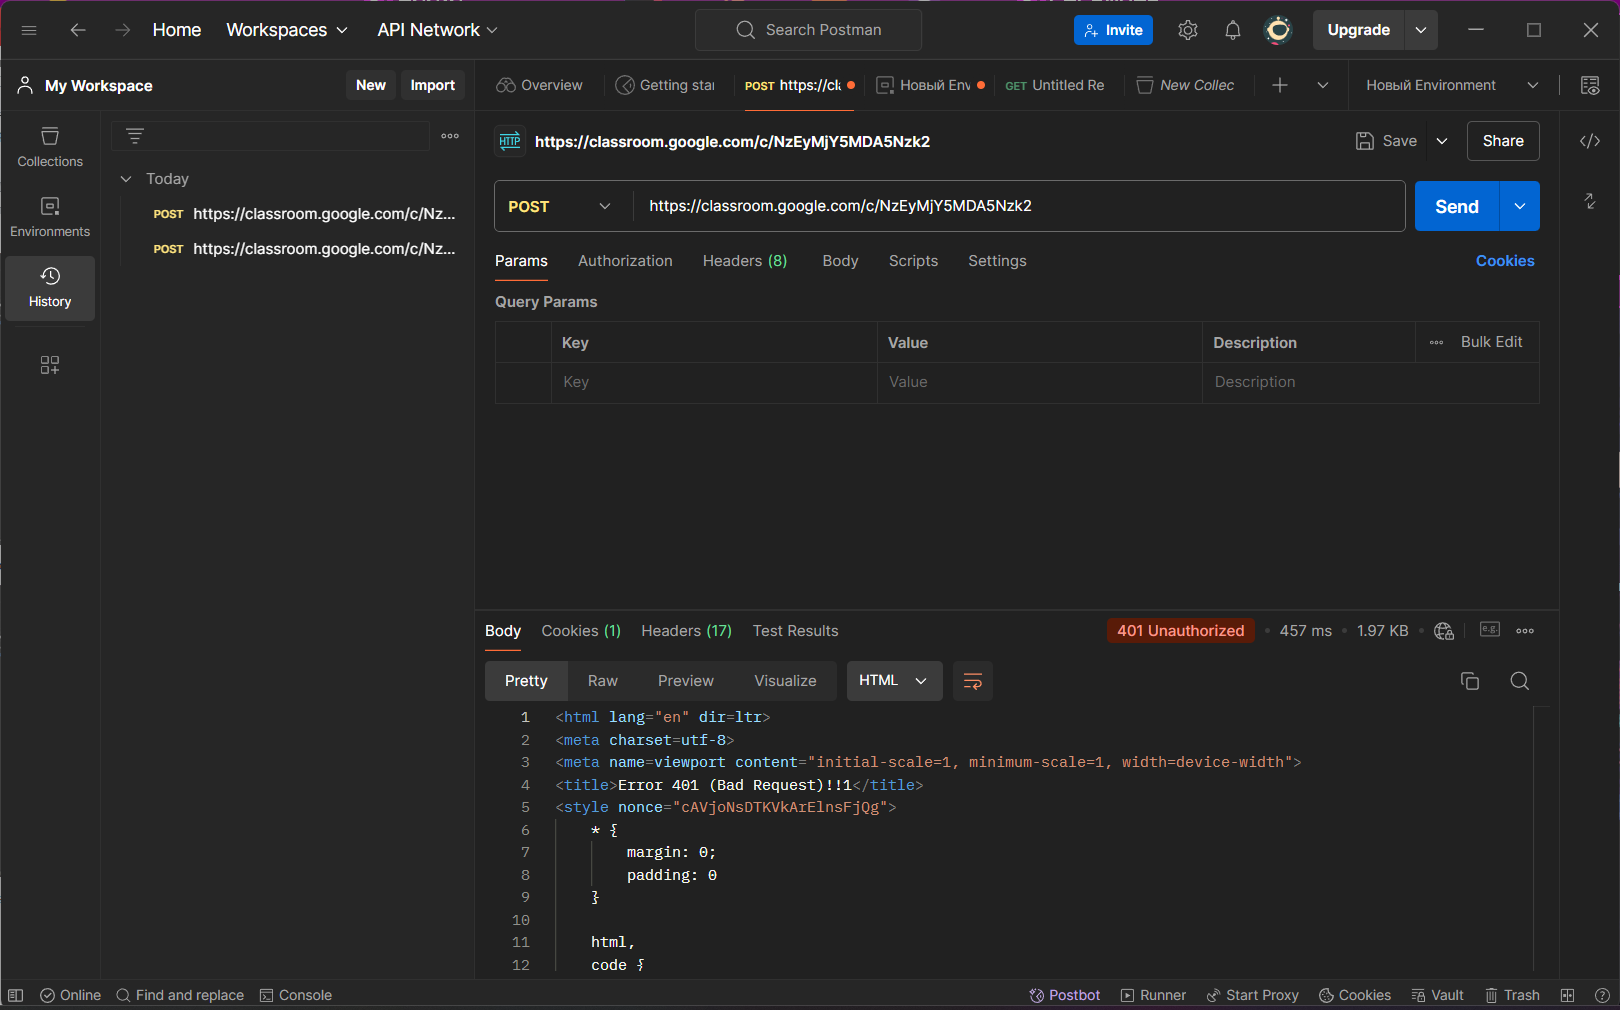 Home Workspaces API Network Search Postman Invite Upgrade
My Workspace New Import Overview Getting star POST https://cla Новый Env GET Untitled Re New Collec Новый Environment
Collections
Environments
History
Today
POST https://classroom.google.com/c/Nz...
POST https://classroom.google.com/c/Nz...
HTTP https://classroom.google.com/c/NzEyMjY5MDA5Nzk2 Save Share
POST https://classroom.google.com/c/NzEyMjY5MDA5Nzk2 Send
Params Authorization Headers (8) Body Scripts Settings Cookies
Query Params
Key Value Description Bulk Edit
Key Value Description
Body Cookies (1) Headers (17) Test Results 401 Unauthorized 457 ms 1.97 KB e.g.
Pretty Raw Preview Visualize HTML
1 <html lang="en" dir=ltr>
2 <meta charset=utf-8>
3 <meta name=viewport content="initial-scale=1, minimum-scale=1, width=device-width">
4 <title>Error 401 (Bad Request)!!1</title>
5 <style nonce="cAVjoNsDTKVkArElnsFjQg">
6 * {
7 margin: 0;
8 padding: 0
9 }
10
11 html,
12 code {
Online Find and replace Console Postbot Runner Start Proxy Cookies Vault Trash